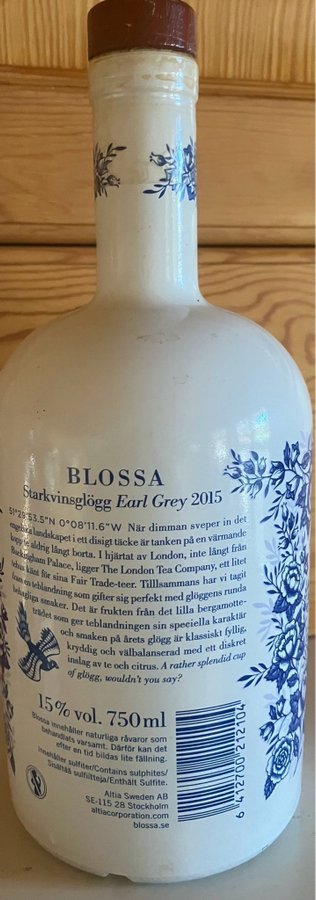 BLOSSA
Starkvinsglögg Earl Grey 2015
51°28'53.5"N 0°08'11.6"W När dimman sveper in det
engelska landskapet i ett disigt täcke är tanken på en värmande
kopp te aldrig långt borta. I hjärtat av London, inte långt från
Buckingham Palace, ligger The London Tea Company, ett litet
tehus känt för sina Fair Trade-teer. Tilllsammans har vi tagit
fram en teblandning som gifter sig perfekt med glöggens runda
behagliga smaker. Det är frukten från det lilla bergamotte-
trädet som ger teblandningen sin speciella karaktär
och smaken på årets glögg är klassiskt fyllig,
kryddig och välbalanserad med ett diskret
inslag av te och citrus. A rather splendid cup
of glögg, wouldn't you say?
15% vol. 750ml
Blossa innehåller naturliga råvaror som
behandlats varsamt. Därför kan det
efter en tid bildas lite fällning.
Innehåller sulfiter/Contains sulphites/
Sisältää sulfiitteja/Enthält Sulfite.
Altia Sweden AB
SE-115 28 Stockholm
altiacorporation.com
blossa.se
6 412700 212104